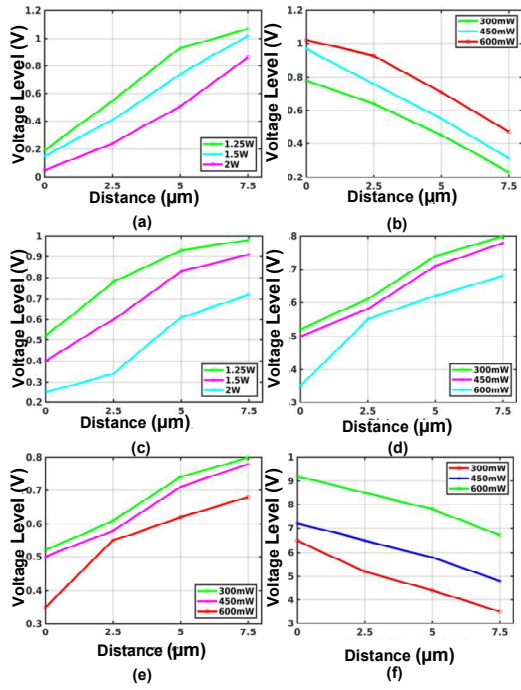 Voltage Level (V)
1.2
1
0.8
0.6
0.4
0.2
0
0
2.5
5
7.5
1.25W
1.5W
2W
Distance (μm)
(a)
Voltage Level (V)
1.2
1
0.8
0.6
0.4
0.2
0
2.5
5
7.5
300mW
450mW
600mW
Distance (μm)
(b)
Voltage Level (V)
1
0.9
0.8
0.7
0.6
0.5
0.4
0.3
0.2
0
2.5
5
7.5
1.25W
1.5W
2W
Distance (μm)
(c)
Voltage Level (V)
.8
.7
.6
.5
.4
.3
0
2.5
5
7.5
300mW
450mW
600mW
Distance (μm)
(d)
Voltage Level (V)
0.8
0.7
0.6
0.5
0.4
0.3
0
2.5
5
7.5
300mW
450mW
600mW
Distance (μm)
(e)
Voltage Level (V)
1
9
8
7
6
5
4
3
0
2.5
5
7.5
300mW
450mW
600mW
Distance (μm)
(f)